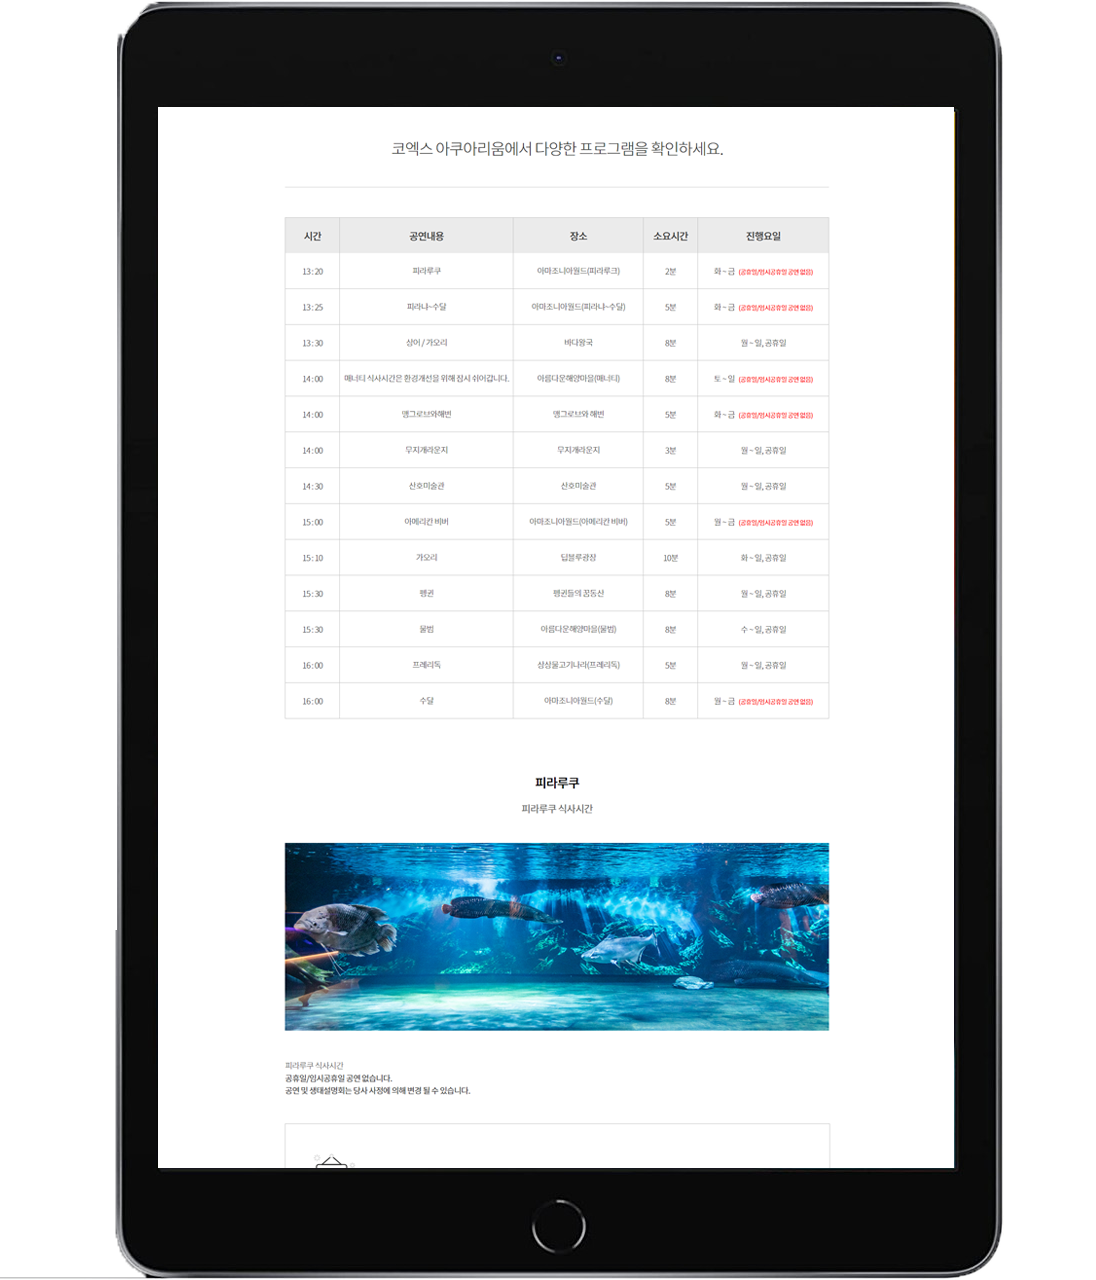 코엑스 아쿠아리움에서 다양한 프로그램을 확인하세요.
시간 공연내용 장소 소요시간 진행요일
13:20 피라루쿠 아마조니아월드(피라루크) 2분 화 ~ 금 (공휴일/임시공휴일 공연 없음)
13:25 피라냐~수달 아마조니아월드(피라냐~수달) 5분 화 ~ 금 (공휴일/임시공휴일 공연 없음)
13:30 상어 / 가오리 바다왕국 8분 월 ~ 일, 공휴일
14:00 매너티 식사시간은 환경개선을 위해 잠시 쉬어갑니다. 아름다운해양마을(매너티) 8분 토 ~ 일 (공휴일/임시공휴일 공연 없음)
14:00 맹그로브와해변 맹그로브와 해변 5분 화 ~ 금 (공휴일/임시공휴일 공연 없음)
14:00 무지개라운지 무지개라운지 3분 월 ~ 일, 공휴일
14:30 산호미술관 산호미술관 5분 월 ~ 일, 공휴일
15:00 아메리칸 비버 아마조니아월드(아메리칸 비버) 5분 월 ~ 금 (공휴일/임시공휴일 공연 없음)
15:10 가오리 딥블루광장 10분 화 ~ 일, 공휴일
15:30 펭귄 펭귄들의 꿈동산 8분 월 ~ 일, 공휴일
15:30 물범 아름다운해양마을(물범) 8분 수 ~ 일, 공휴일
16:00 프레리독 상상물고기나라(프레리독) 5분 월 ~ 일, 공휴일
16:00 수달 아마조니아월드(수달) 8분 월 ~ 금 (공휴일/임시공휴일 공연 없음)
피라루쿠
피라루쿠 식사시간
피라루쿠 식사시간
공휴일/임시공휴일 공연 없습니다.
공연 및 생태설명회는 당사 사정에 의해 변경 될 수 있습니다.